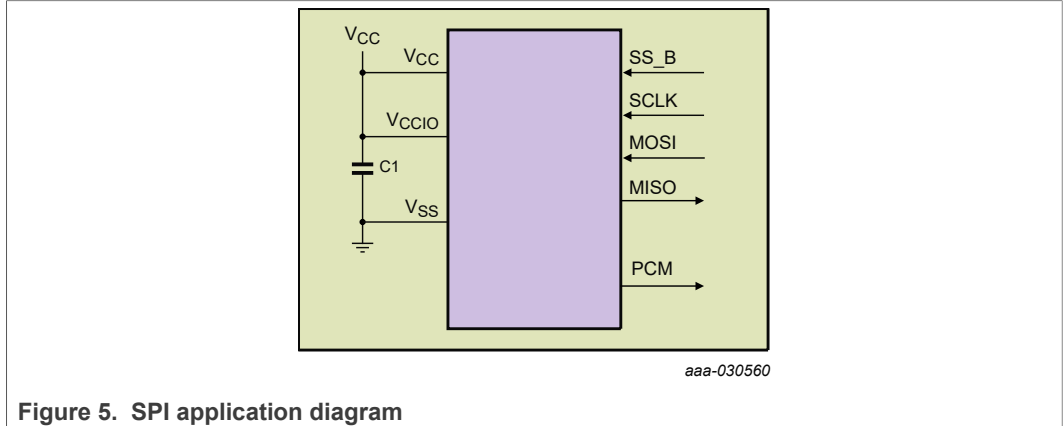 VCC
VCC
SS_B
SCLK
VCCIO
MOSI
C1
MISO
VSS
PCM
aaa-030560
Figure 5. SPI application diagram